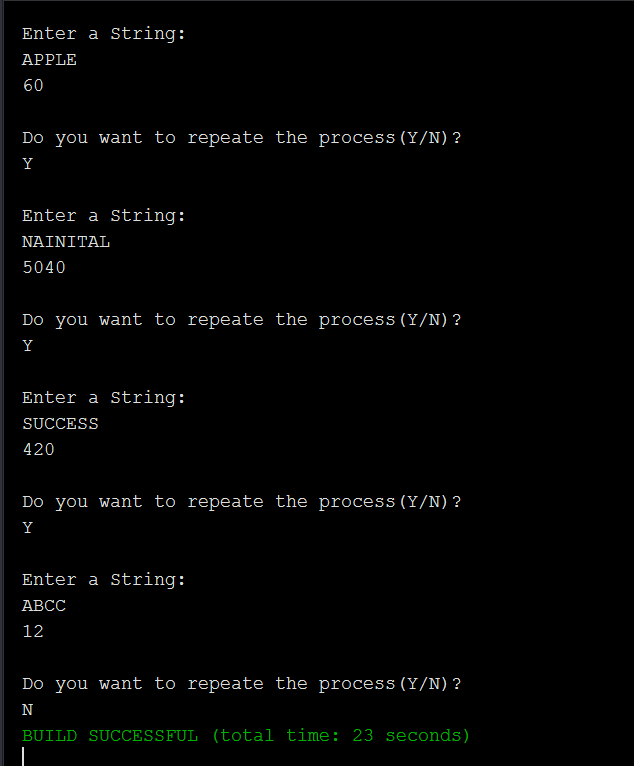 Enter a String:
APPLE
60
Do you want to repeate the process(Y/N)?
Y
Enter a String:
NAINITAL
5040
Do you want to repeate the process(Y/N)?
Y
Enter a String:
SUCCESS
420
Do you want to repeate the process(Y/N)?
Y
Enter a String:
ABCC
12
Do you want to repeate the process(Y/N)?
N
BUILD SUCCESSFUL (total time: 23 seconds)